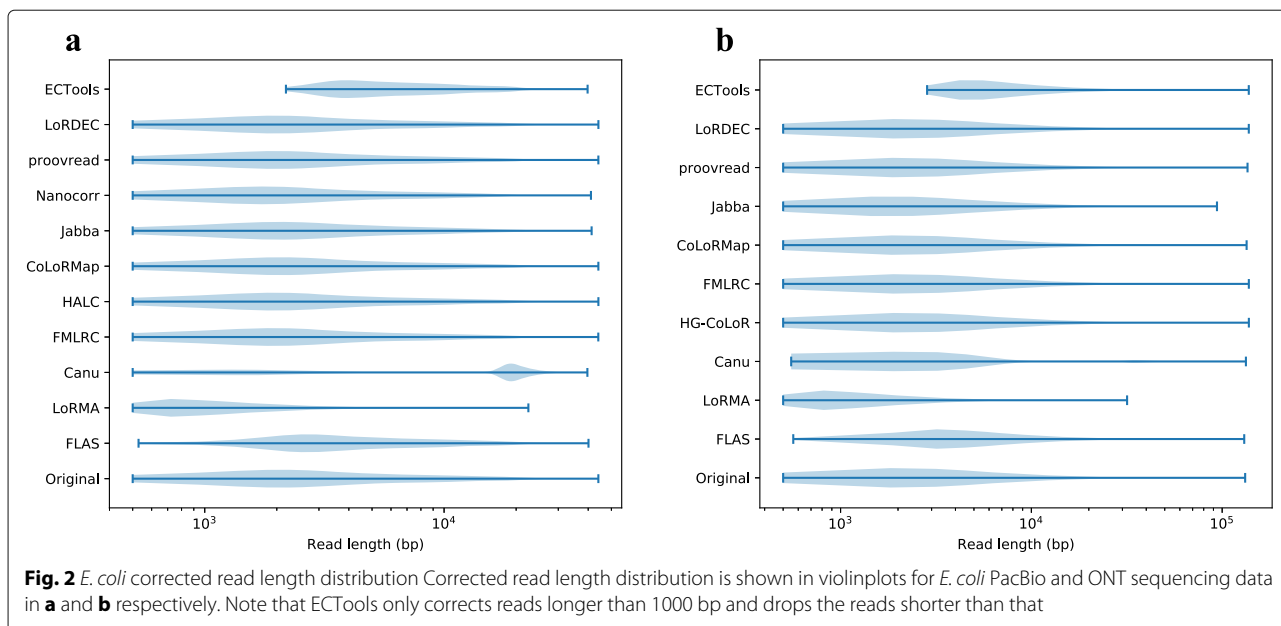 a
ECTools
LoRDEC
proovread
Nanocorr
Jabba
CoLoRMap
HALC
FMLRC
Canu
LoRMA
FLAS
Original
10³
10⁴
Read length (bp)
b
ECTools
LoRDEC
proovread
Jabba
CoLoRMap
FMLRC
HG-CoLoR
Canu
LoRMA
FLAS
Original
10³
10⁴
10⁵
Read length (bp)
Fig. 2 E. coli corrected read length distribution Corrected read length distribution is shown in violinplots for E. coli PacBio and ONT sequencing data
in a and b respectively. Note that ECTools only corrects reads longer than 1000 bp and drops the reads shorter than that